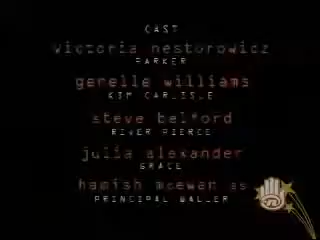 CAST
victoria nestorowicz
PARKER
gerelle williams
KIM CARLISLE
steve belford
RIVER PIERCE
julia alexander
GRACE
hamish mcewan as
PRINCIPAL WALLER